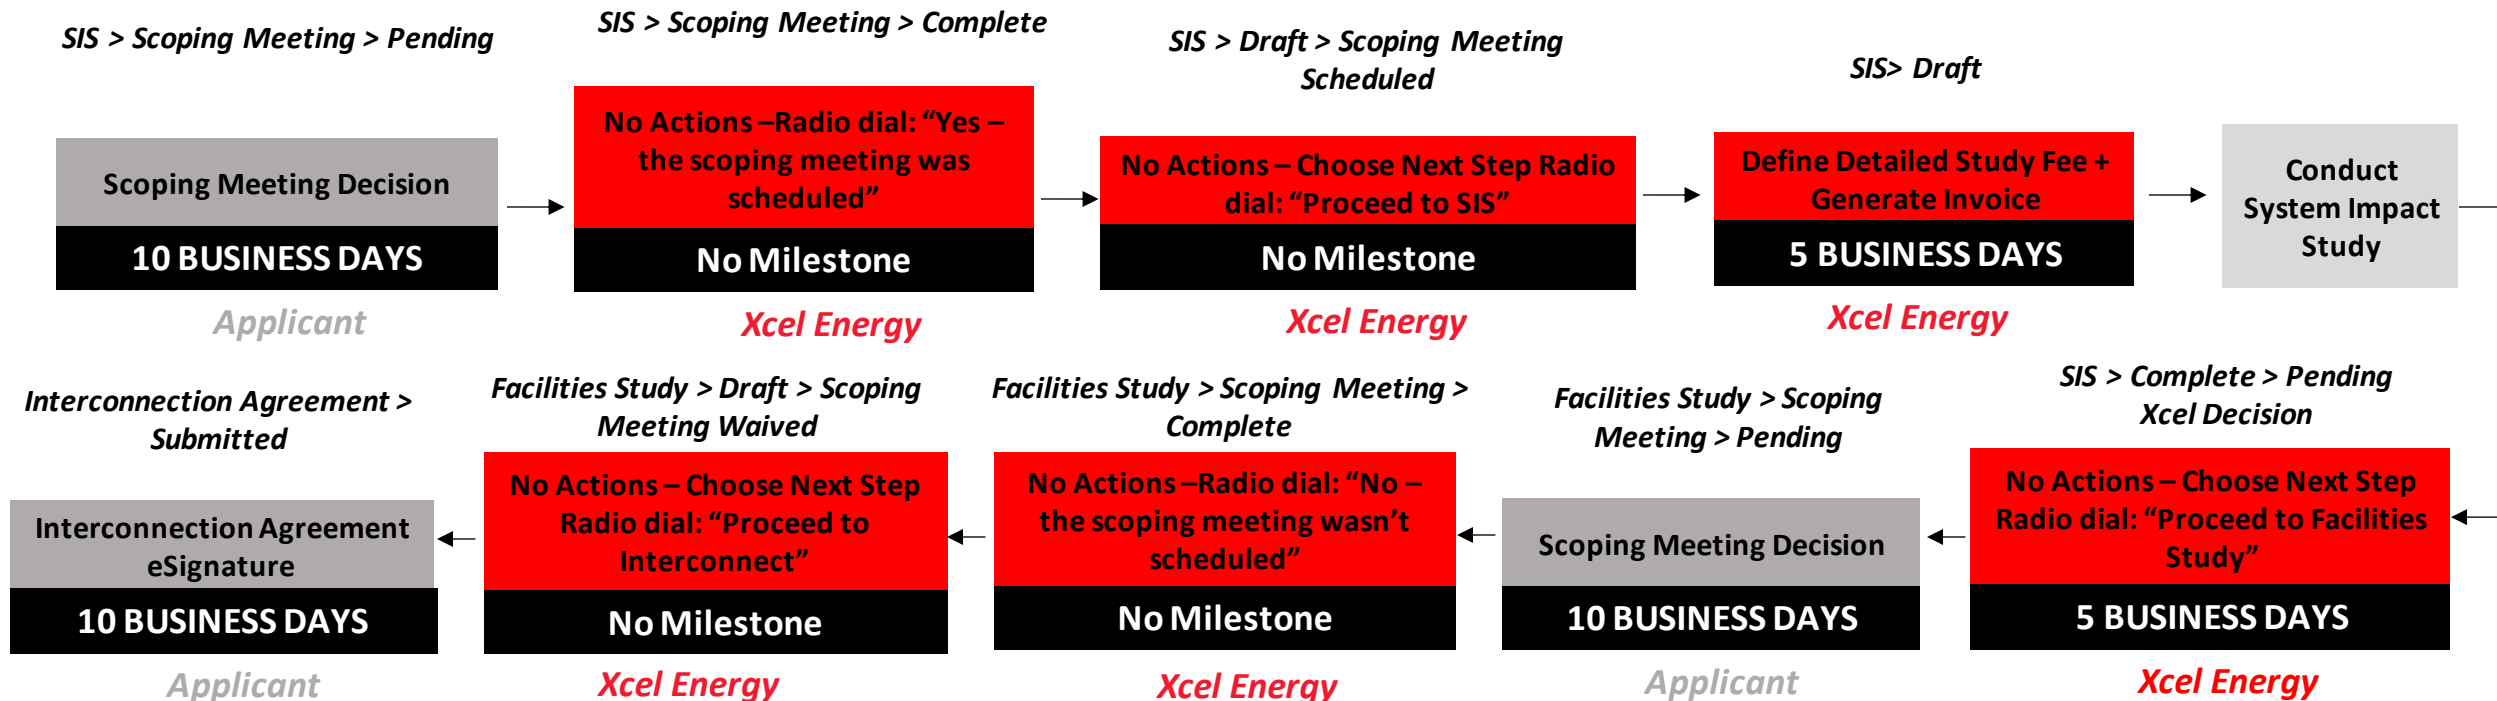 SIS > Scoping Meeting > Pending
SIS > Scoping Meeting > Complete
SIS > Draft > Scoping Meeting
Scheduled
SIS> Draft
Scoping Meeting Decision
10 BUSINESS DAYS
Applicant
No Actions –Radio dial: “Yes –
the scoping meeting was
scheduled”
No Milestone
Xcel Energy
No Actions – Choose Next Step Radio
dial: “Proceed to SIS”
No Milestone
Xcel Energy
Define Detailed Study Fee +
Generate Invoice
5 BUSINESS DAYS
Xcel Energy
Conduct
System Impact
Study
SIS > Complete > Pending
Xcel Decision
No Actions – Choose Next Step
Radio dial: “Proceed to Facilities
Study”
5 BUSINESS DAYS
Xcel Energy
Facilities Study > Scoping
Meeting > Pending
Scoping Meeting Decision
10 BUSINESS DAYS
Applicant
Facilities Study > Scoping Meeting >
Complete
No Actions –Radio dial: “No –
the scoping meeting wasn’t
scheduled”
No Milestone
Xcel Energy
Facilities Study > Draft > Scoping
Meeting Waived
No Actions – Choose Next Step
Radio dial: “Proceed to
Interconnect”
No Milestone
Xcel Energy
Interconnection Agreement >
Submitted
Interconnection Agreement
eSignature
10 BUSINESS DAYS
Applicant